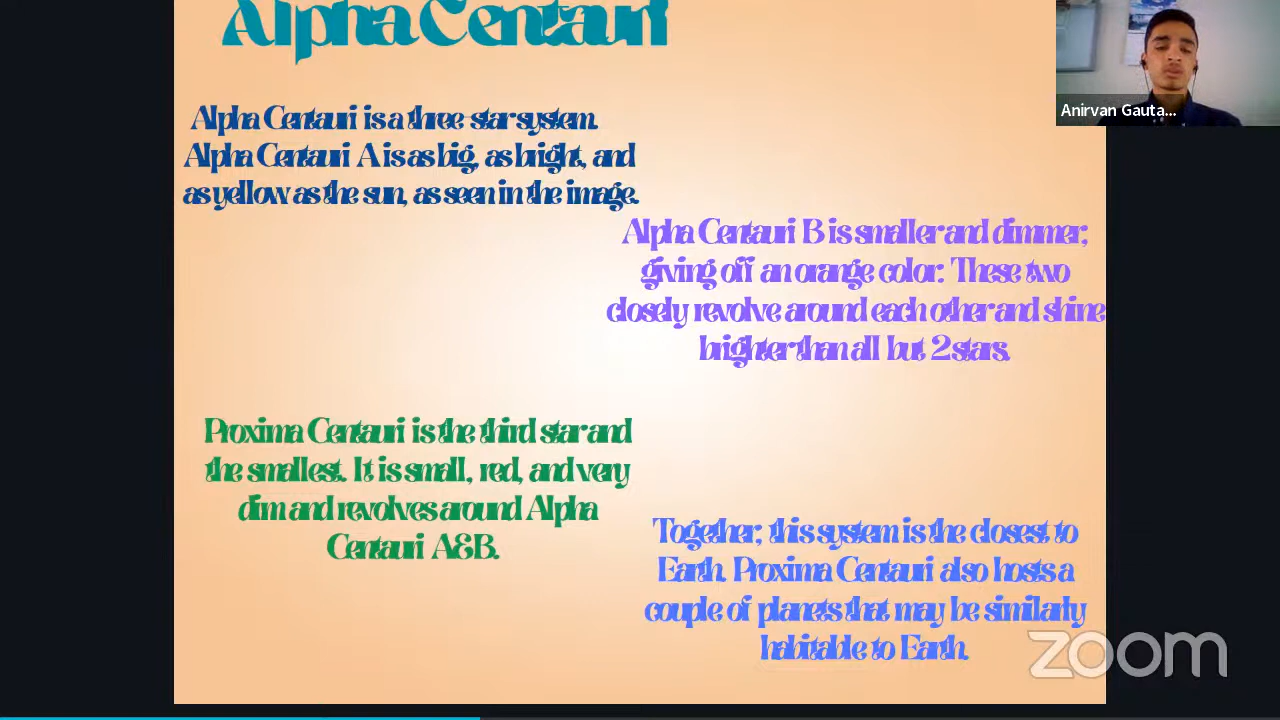 Alpha Centauri
Anirvan Gauta...
Alpha Centauri is a three star system.
Alpha Centauri A is as big, as bright, and
as yellow as the sun, as seen in the image.
Alpha Centauri B is smaller and dimmer,
giving off an orange color. These two
closely revolve around each other and shine
brighter than all but 2 stars.
Proxima Centauri is the third star and
the smallest. It is small, red, and very
dim and revolves around Alpha
Centauri A&B.
Together, this system is the closest to
Earth. Proxima Centauri also hosts a
couple of planets that may be similarly
habitable to Earth.
zoom